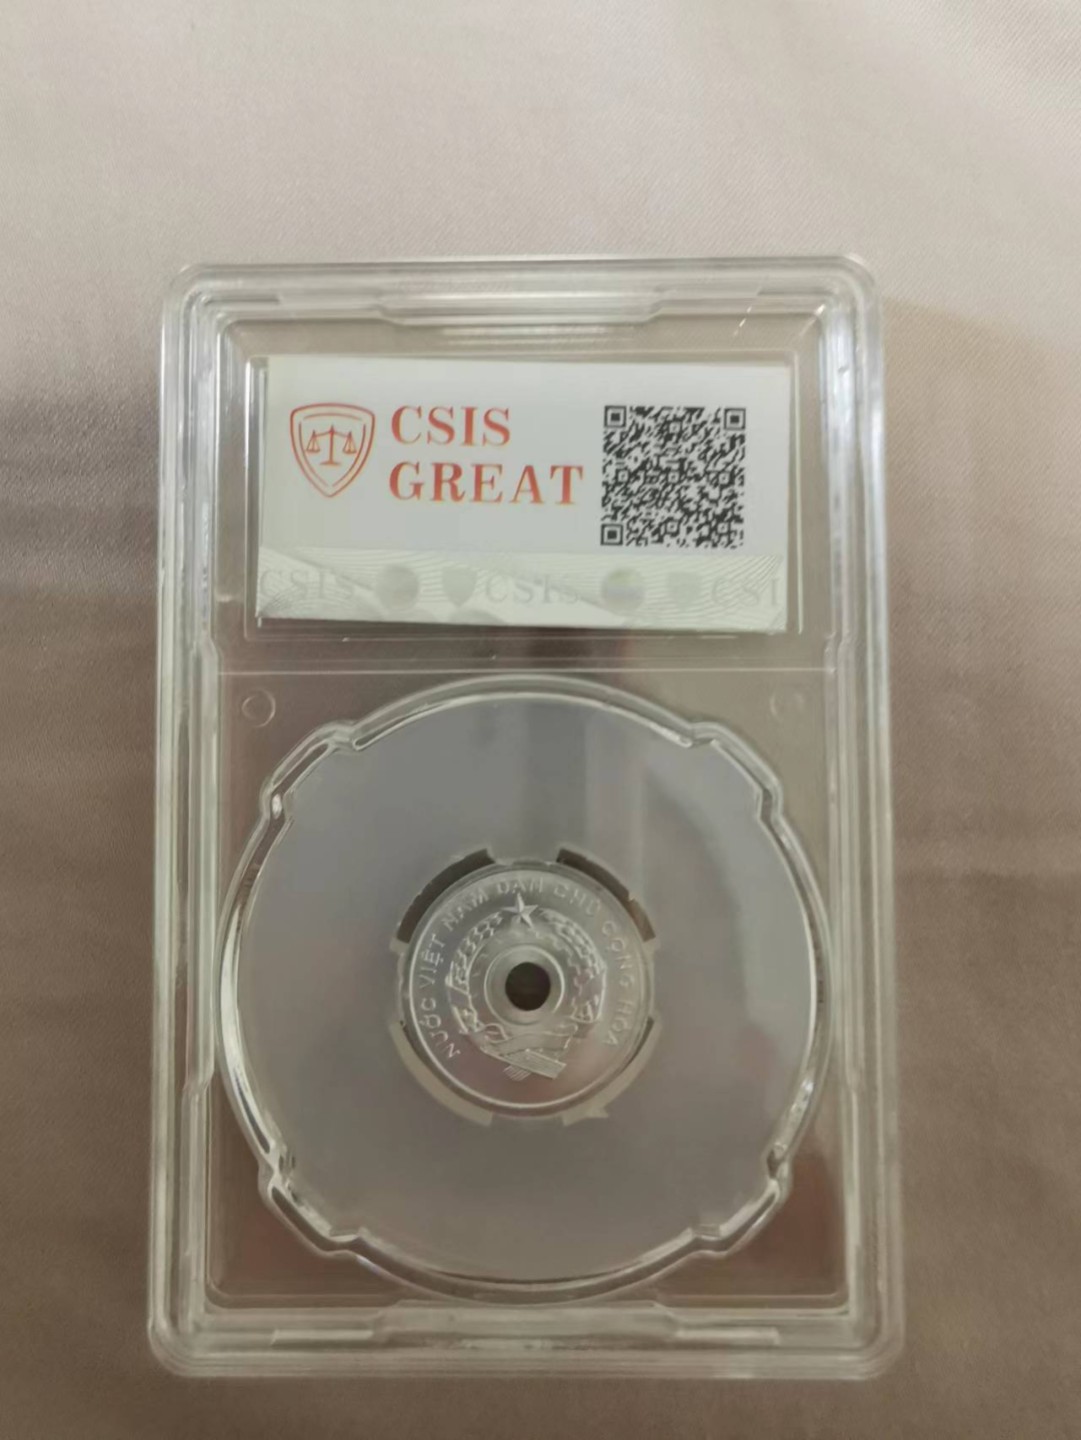 CSIS
GREAT
CSIS CSIS CSI
NƯỚC VIỆT NAM DÂN CHỦ CỘNG HÒA